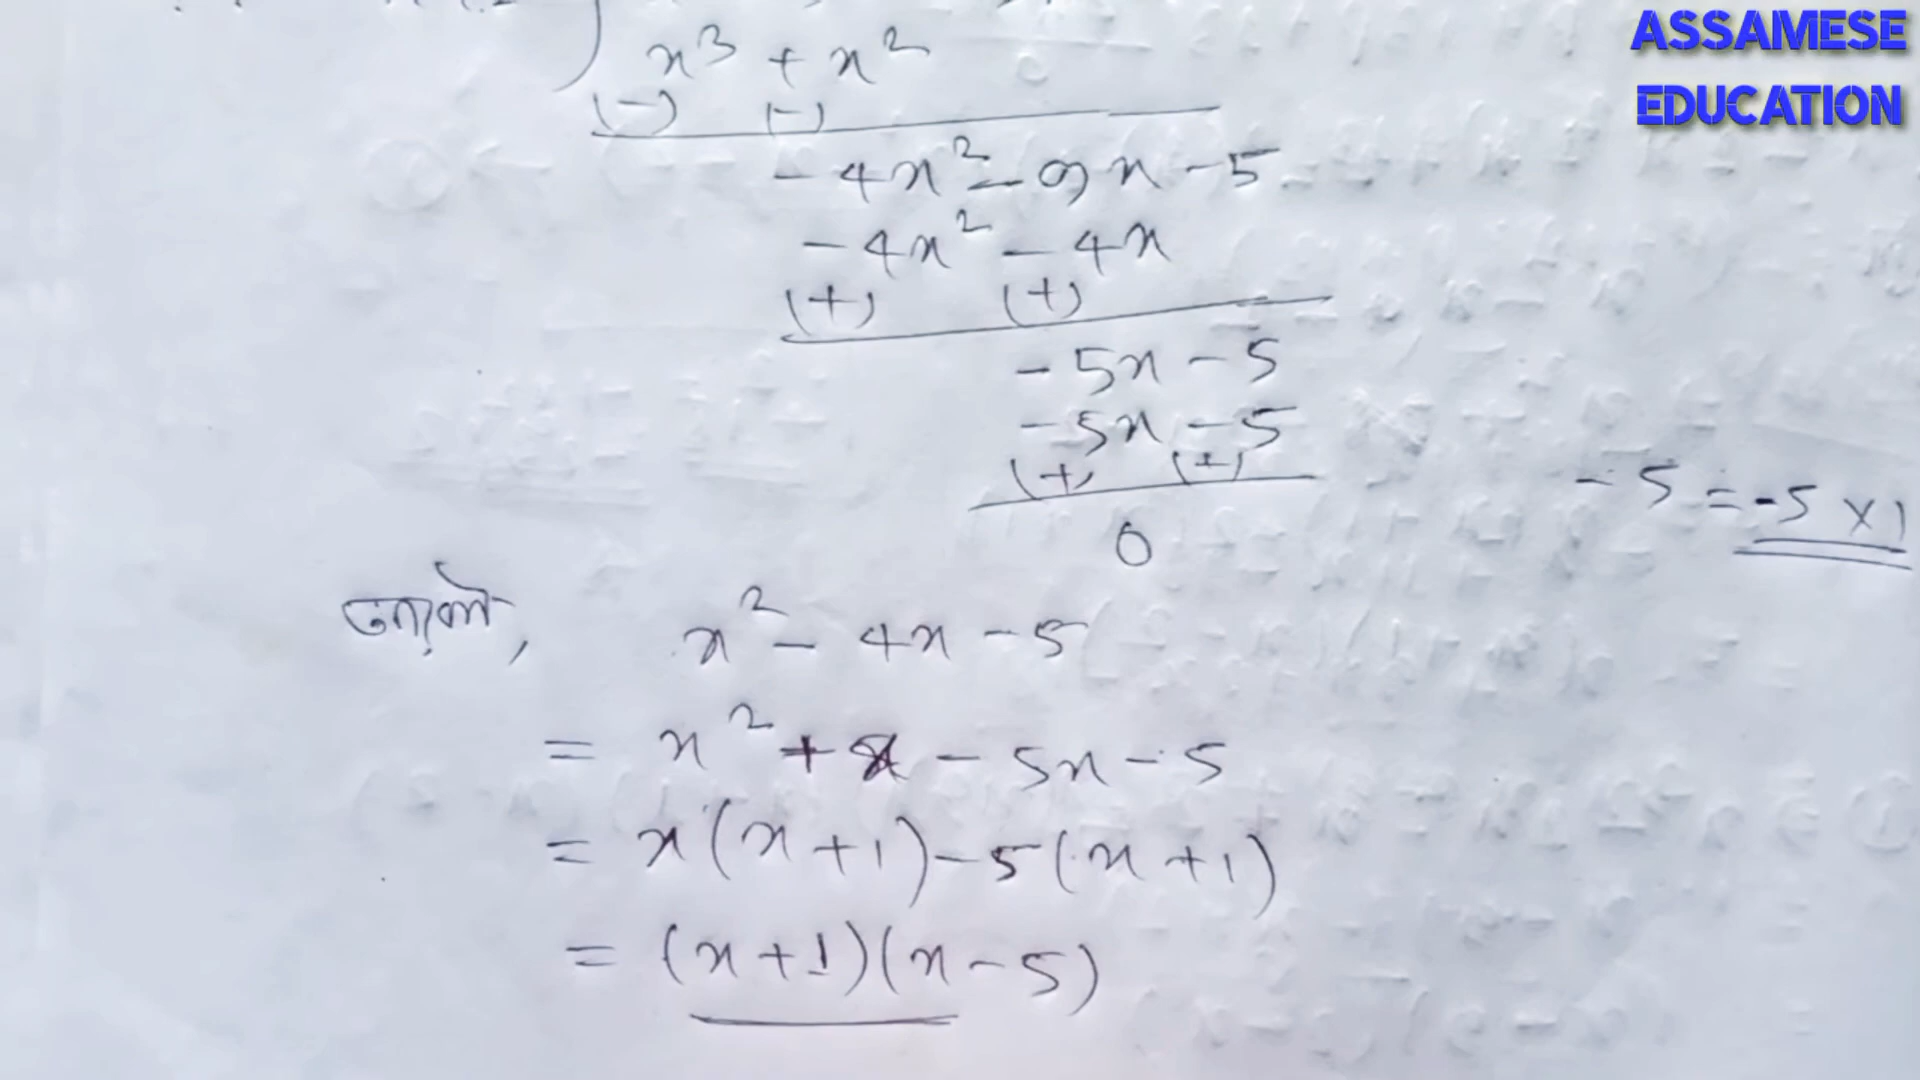 x³ + x²
(-) (-)
- 4x² - 9x - 5
- 4x² - 4x
(+) (+)
- 5x - 5
- 5x - 5
(+) (+)
0
- 5 = -5 × 1
x² - 4x - 5
= x² + x - 5x - 5
= x(x + 1) - 5(x + 1)
= (x + 1)(x - 5)
ASSAMESE
EDUCATION